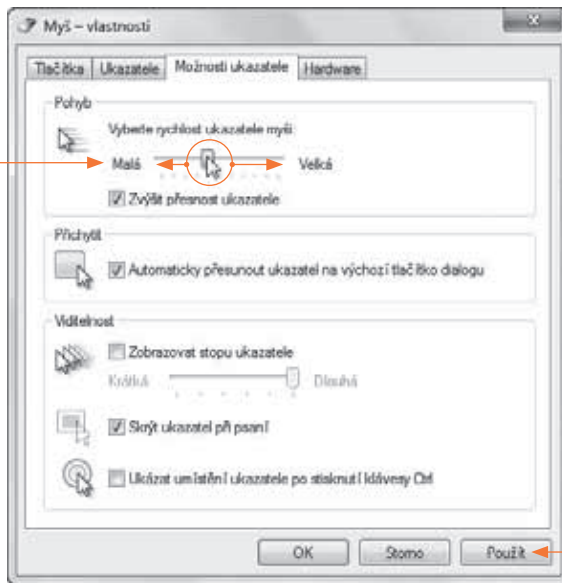 Myš – vlastnosti
Tlačítka Ukazatele Možnosti ukazatele Hardware
Pohyb
Vyberte rychlost ukazatele myši:
Malá Velká
Zvýšit přesnost ukazatele
Přichytit
Automaticky přesunout ukazatel na výchozí tlačítko dialogu
Viditelnost
Zobrazovat stopu ukazatele
Krátká Dlouhá
Skrýt ukazatel při psaní
Ukázat umístění ukazatele po stisknutí klávesy Ctrl
OK Storno Použít